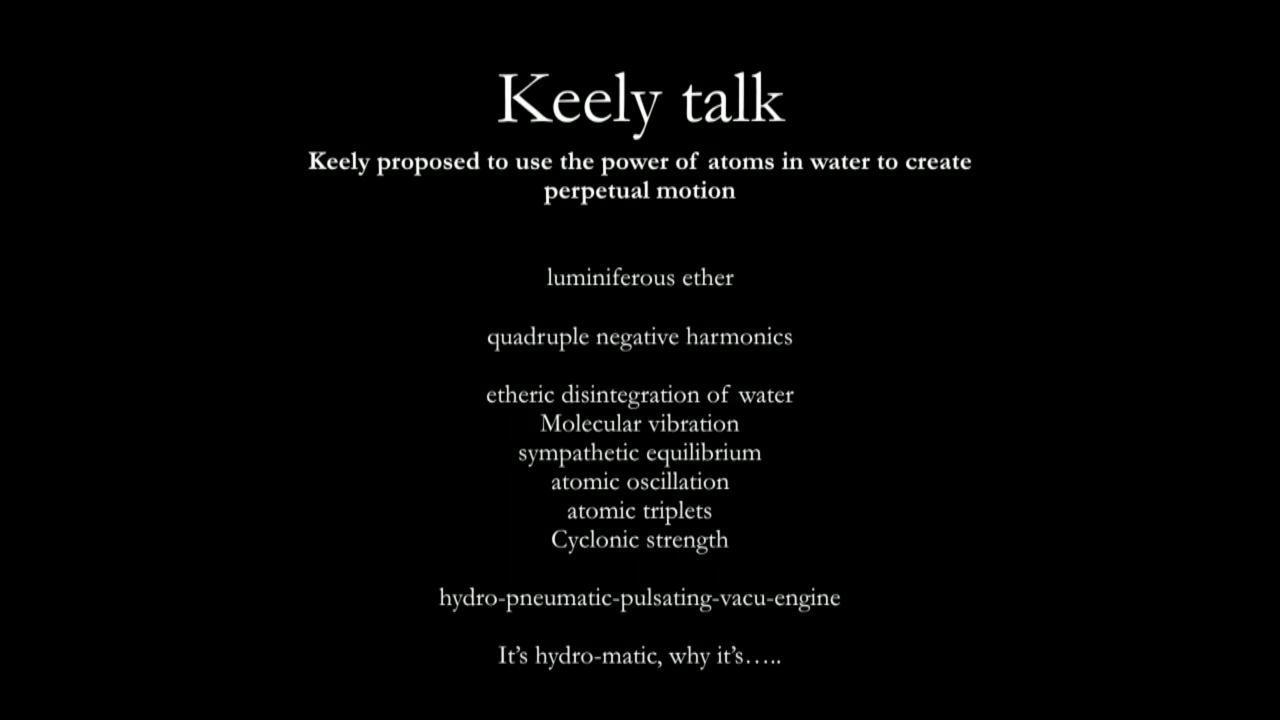 Keely talk
Keely proposed to use the power of atoms in water to create
perpetual motion
luminiferous ether
quadruple negative harmonics
etheric disintegration of water
Molecular vibration
sympathetic equilibrium
atomic oscillation
atomic triplets
Cyclonic strength
hydro-pneumatic-pulsating-vacu-engine
It’s hydro-matic, why it’s…..